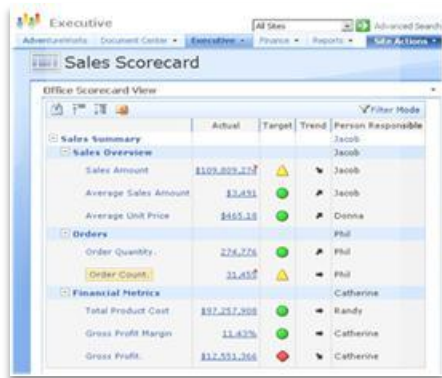 Executive
All Sites
Advanced Search
AdventureWorks Document Center Executive Finance Reports Site Actions
Sales Scorecard
Office Scorecard View
Filter Mode
Actual Target Trend Person Responsible
Sales Summary Jacob
Sales Overview Jacob
Sales Amount $109,809,274 Jacob
Average Sales Amount $3,491 Jacob
Average Unit Price $465.18 Donna
Orders Phil
Order Quantity. 274,776 Phil
Order Count. 31,455 Phil
Financial Metrics Catherine
Total Product Cost $97,257,908 Randy
Gross Profit Margin 11.43% Catherine
Gross Profit. $12,551,366 Catherine